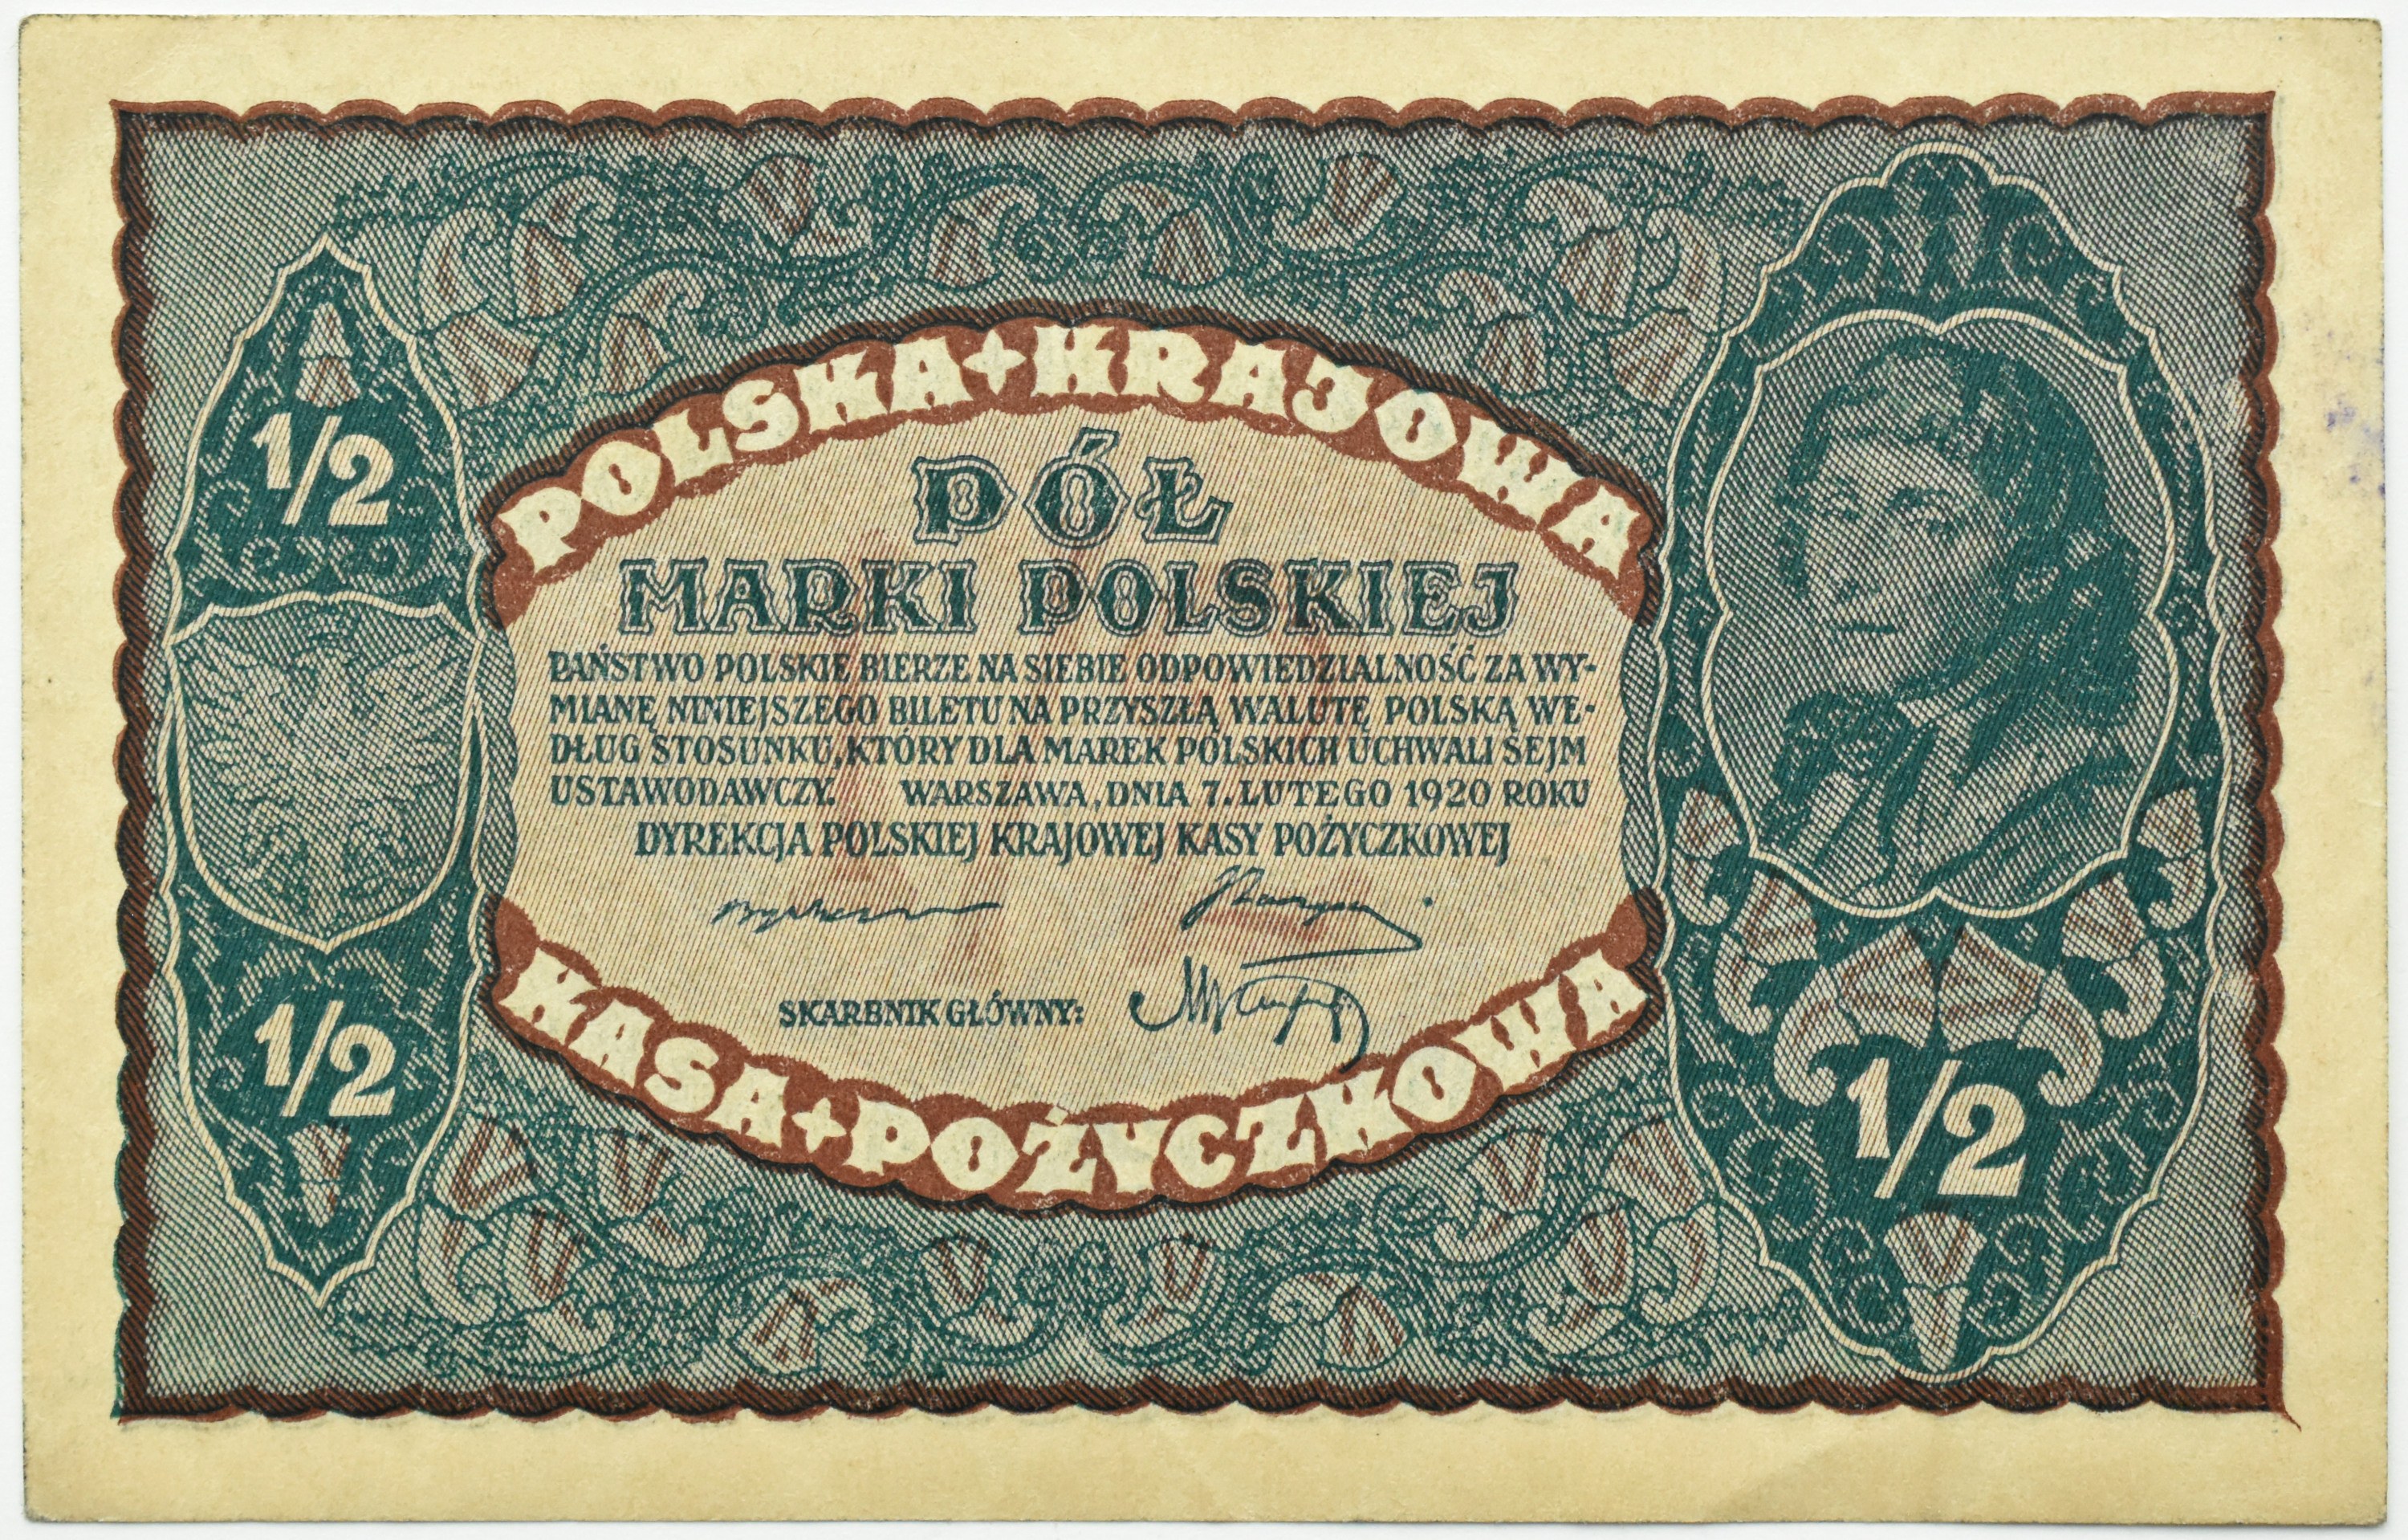 POLSKA + KRAJOWA
1/2
PÓŁ
MARKI POLSKIEJ
PAŃSTWO POLSKIE BIERZE NA SIEBIE ODPOWIEDZIALNOŚĆ ZA WY-
MIANĘ NINIEJSZEGO BILETU NA PRZYSZŁĄ WALUTĘ POLSKĄ WE-
DŁUG STOSUNKU, KTÓRY DLA MAREK POLSKICH UCHWALI SEJM
USTAWODAWCZY. WARSZAWA, DNIA 7. LUTEGO 1920 ROKU
DYREKCJA POLSKIEJ KRAJOWEJ KASY POŻYCZKOWEJ
SKARBNIK GŁÓWNY:
1/2
1/2
KASA + POŻYCZKOWA